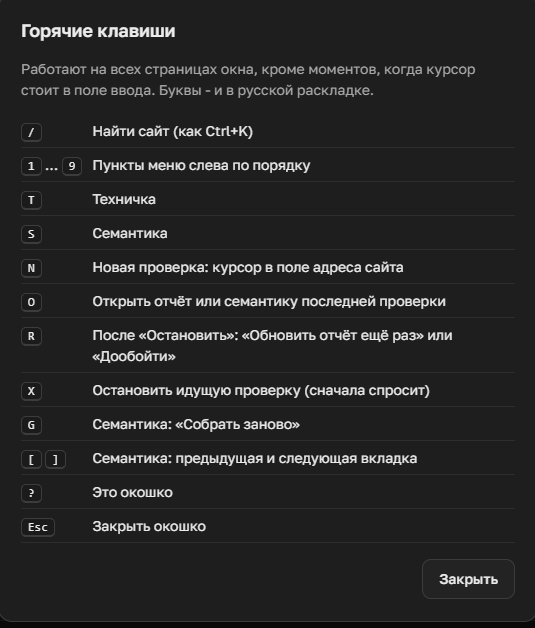 Горячие клавиши
Работают на всех страницах окна, кроме моментов, когда курсор
стоит в поле ввода. Буквы - и в русской раскладке.
/ Найти сайт (как Ctrl+K)
1 ... 9 Пункты меню слева по порядку
T Техничка
S Семантика
N Новая проверка: курсор в поле адреса сайта
O Открыть отчёт или семантику последней проверки
R После «Остановить»: «Обновить отчёт ещё раз» или
«Дообойти»
X Остановить идущую проверку (сначала спросит)
G Семантика: «Собрать заново»
[ ] Семантика: предыдущая и следующая вкладка
? Это окошко
Esc Закрыть окошко
Закрыть